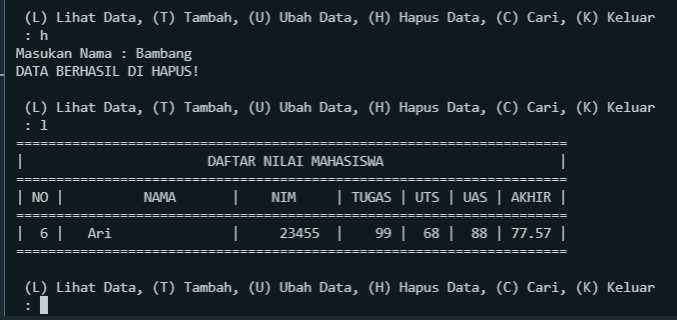 (L) Lihat Data, (T) Tambah, (U) Ubah Data, (H) Hapus Data, (C) Cari, (K) Keluar
: h
Masukan Nama : Bambang
DATA BERHASIL DI HAPUS!
(L) Lihat Data, (T) Tambah, (U) Ubah Data, (H) Hapus Data, (C) Cari, (K) Keluar
: l
=====================================================================
| DAFTAR NILAI MAHASISWA |
=====================================================================
| NO | NAMA | NIM | TUGAS | UTS | UAS | AKHIR |
=====================================================================
| 6 | Ari | 23455 | 99 | 68 | 88 | 77.57 |
=====================================================================
(L) Lihat Data, (T) Tambah, (U) Ubah Data, (H) Hapus Data, (C) Cari, (K) Keluar
: